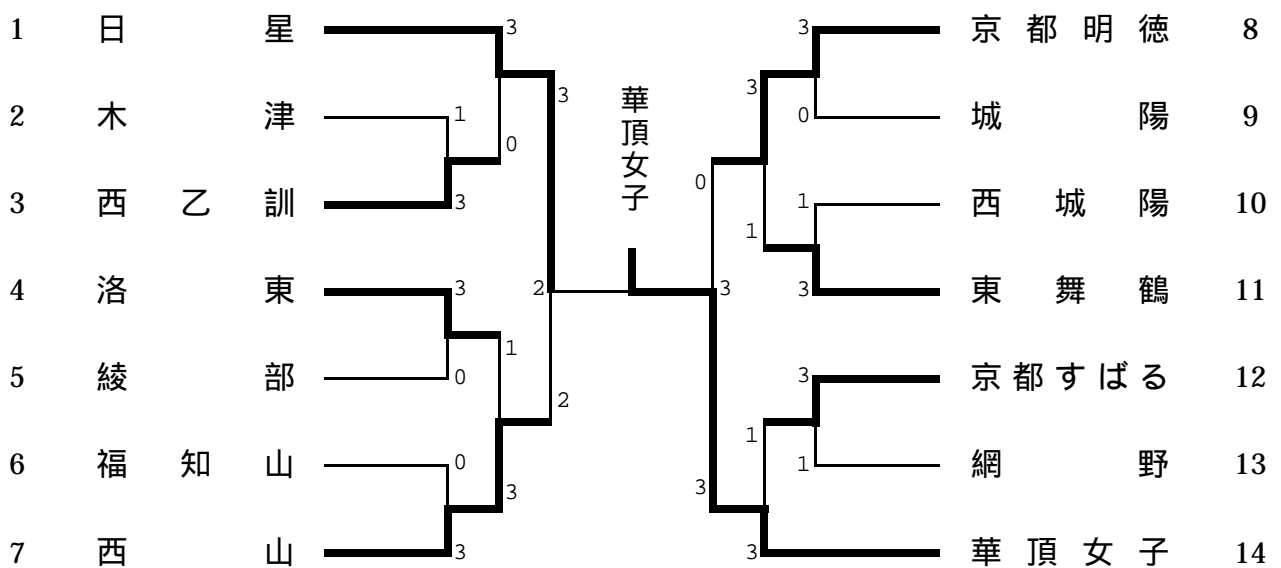 1 日星 3 3 京都明徳 8
3 3 華頂女子
2 木津 1 0 城陽 9
0 0
3 西乙訓 3 1 西城陽 10
1
4 洛東 3 2 3 3 東舞鶴 11
1
5 綾部 0 3 京都すばる 12
2 1
6 福知山 0 1 網野 13
3 3
7 西山 3 3 華頂女子 14